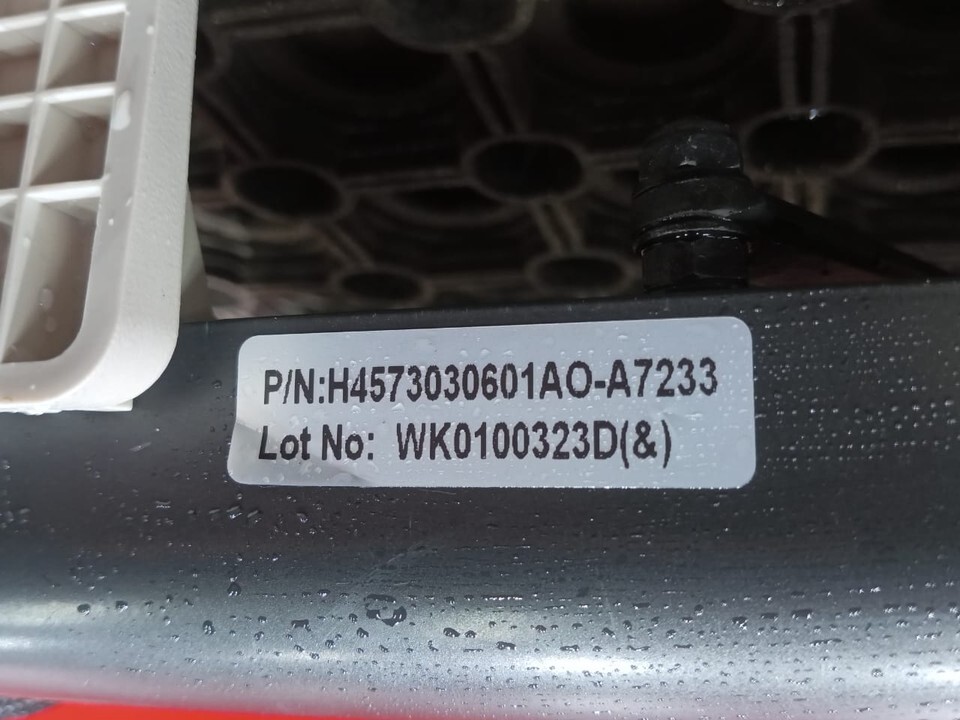 P/N:H4573030601AO-A7233
Lot No: WK0100323D(&)